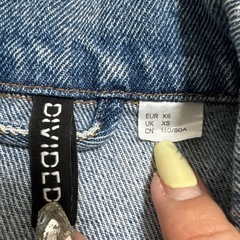 DIVIDED
EUR XS
UK XS
CN 160/80A